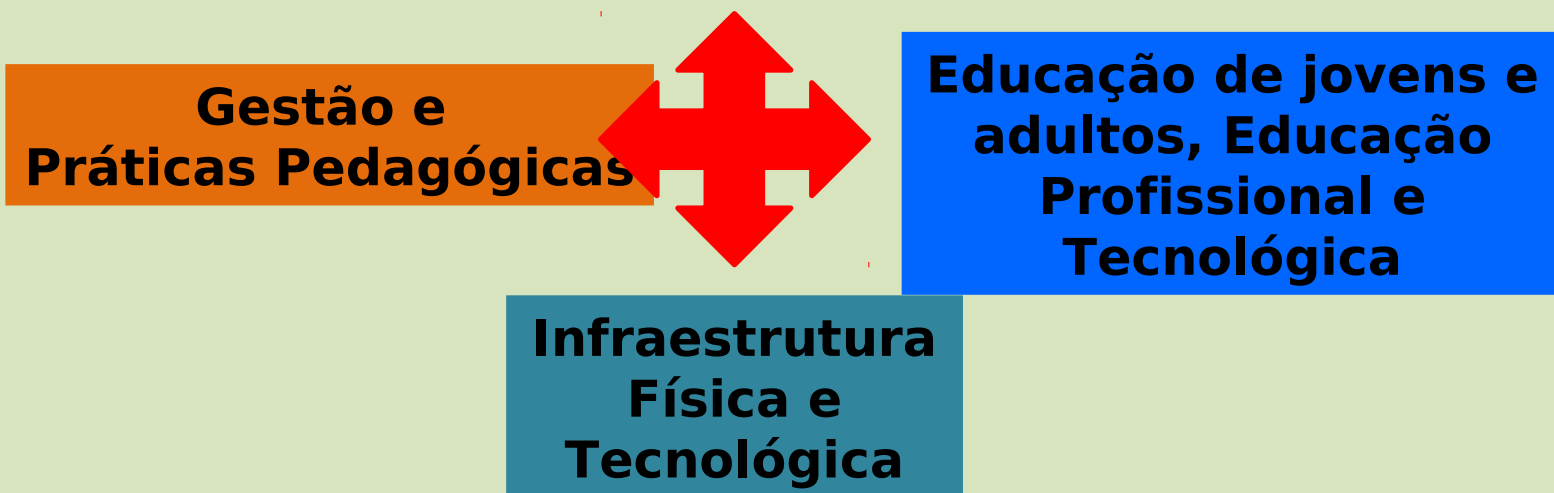 Gestão e
Práticas Pedagógicas
Educação de jovens e
adultos, Educação
Profissional e
Tecnológica
Infraestrutura
Física e
Tecnológica